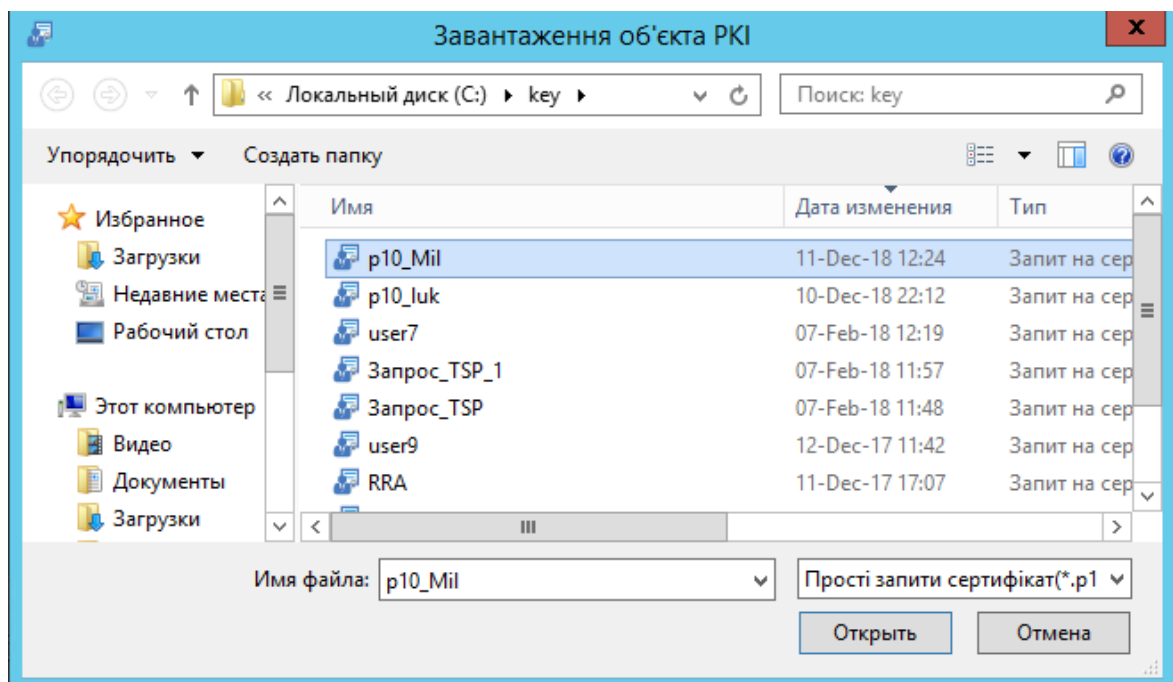 Завантаження об'єкта PKI
« Локальный диск (C:) key
Поиск: key
Упорядочить Создать папку
Избранное
Загрузки
Недавние места
Рабочий стол
Этот компьютер
Видео
Документы
Загрузки
Имя Дата изменения Тип
p10_Mil 11-Dec-18 12:24 Запит на сер
p10_luk 10-Dec-18 22:12 Запит на сер
user7 07-Feb-18 12:19 Запит на сер
Запрос_TSP_1 07-Feb-18 11:57 Запит на сер
Запрос_TSP 07-Feb-18 11:48 Запит на сер
user9 12-Dec-17 11:42 Запит на сер
RRA 11-Dec-17 17:07 Запит на сер
Имя файла: p10_Mil Прості запити сертифікат(*.p1
Открыть Отмена